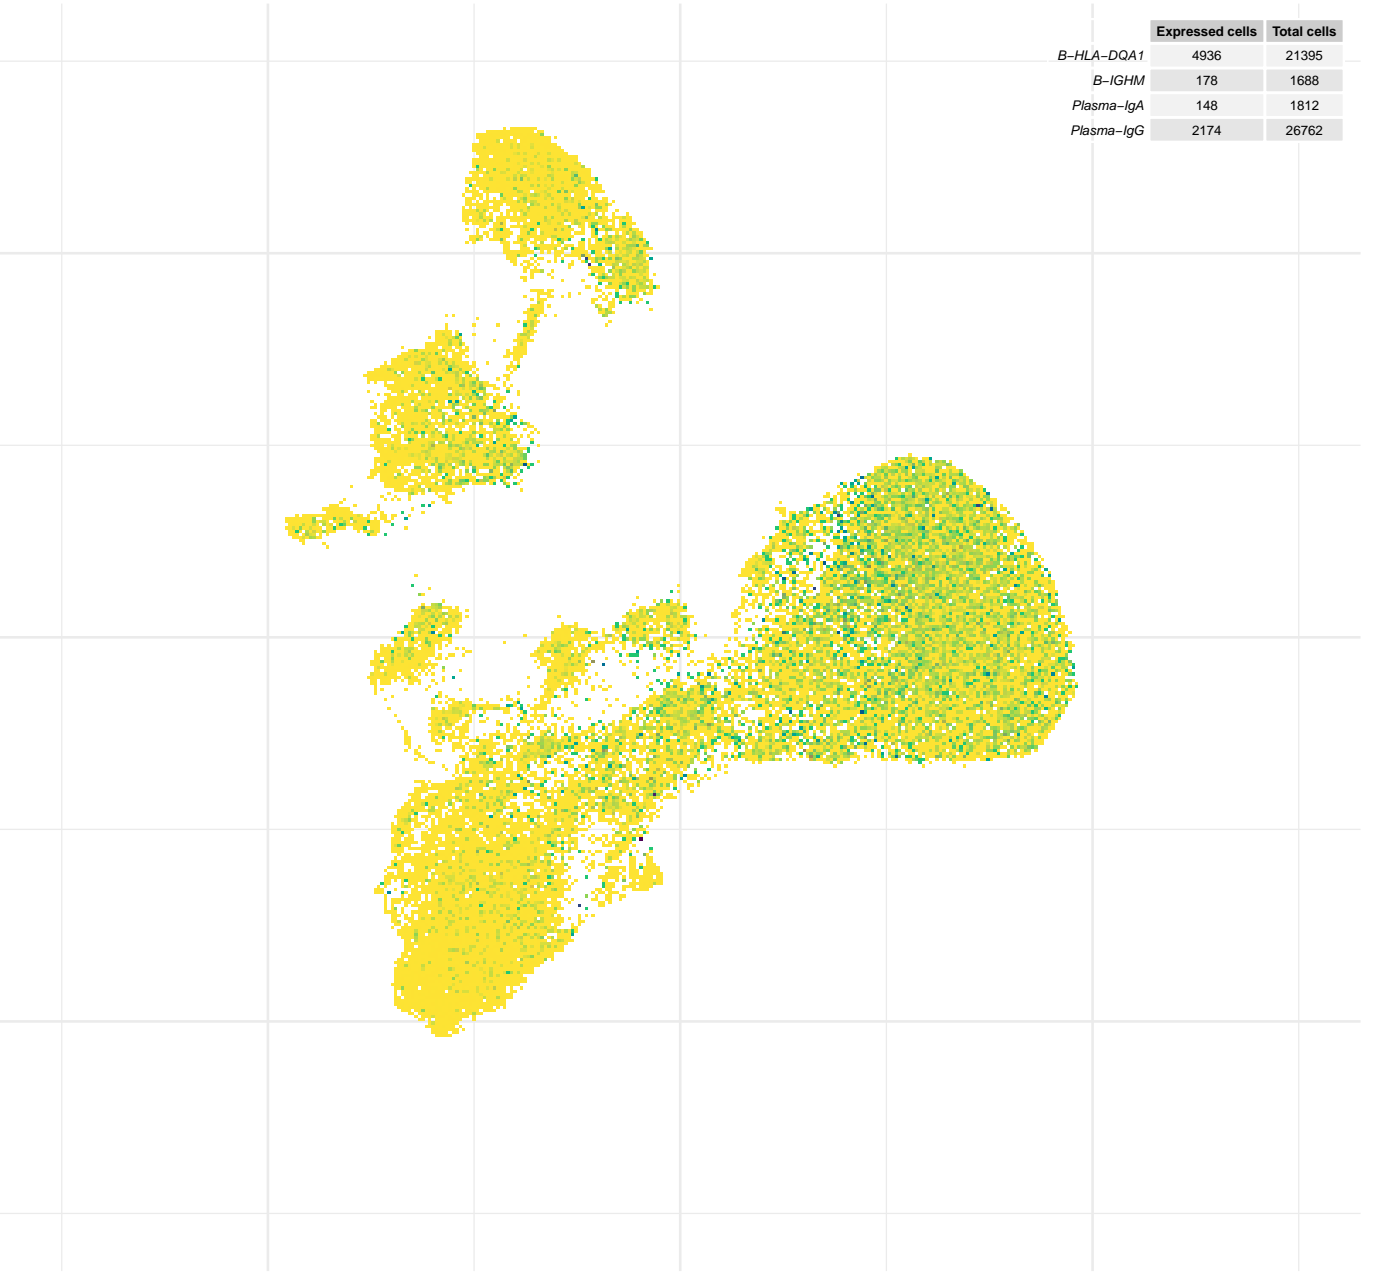 Expressed cells Total cells
B−HLA−DQA1 4936 21395
B−IGHM 178 1688
Plasma−IgA 148 1812
Plasma−IgG 2174 26762